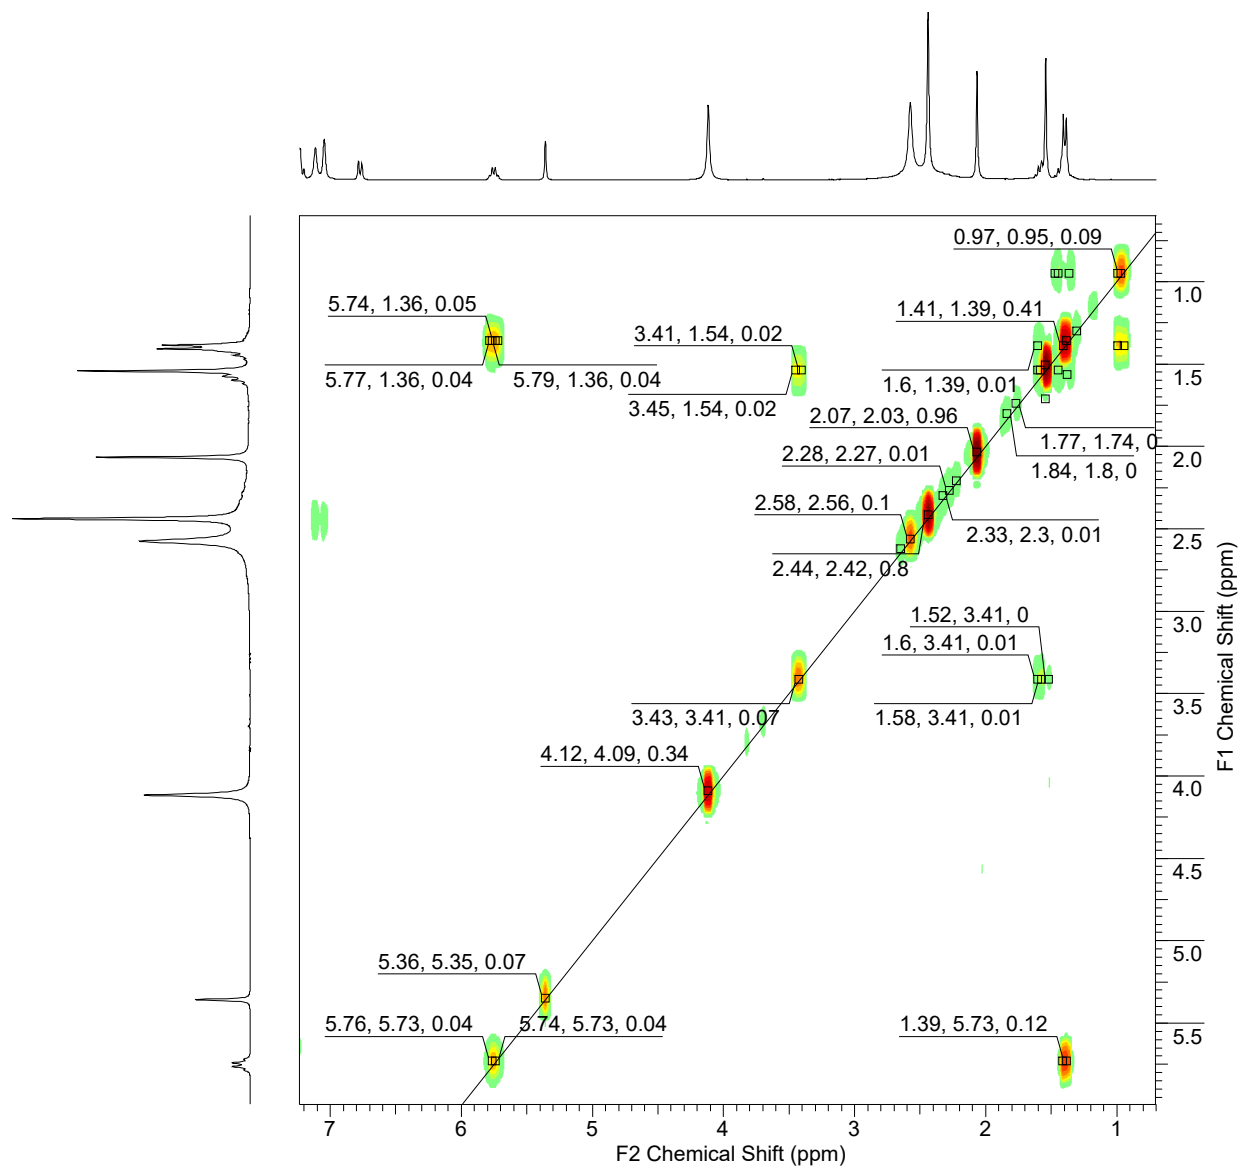 0.97, 0.95, 0.09
1.0
5.74, 1.36, 0.05
1.41, 1.39, 0.41
3.41, 1.54, 0.02
5.77, 1.36, 0.04
5.79, 1.36, 0.04
1.6, 1.39, 0.01
1.5
3.45, 1.54, 0.02
2.07, 2.03, 0.96
1.77, 1.74, 0
2.0
2.28, 2.27, 0.01
1.84, 1.8, 0
2.58, 2.56, 0.1
2.33, 2.3, 0.01
2.5
2.44, 2.42, 0.8
1.52, 3.41, 0
3.0
1.6, 3.41, 0.01
3.43, 3.41, 0.07
1.58, 3.41, 0.01
3.5
4.12, 4.09, 0.34
4.0
4.5
5.0
5.36, 5.35, 0.07
5.76, 5.73, 0.04
5.74, 5.73, 0.04
1.39, 5.73, 0.12
5.5
F1 Chemical Shift (ppm)
7 6 5 4 3 2 1
F2 Chemical Shift (ppm)